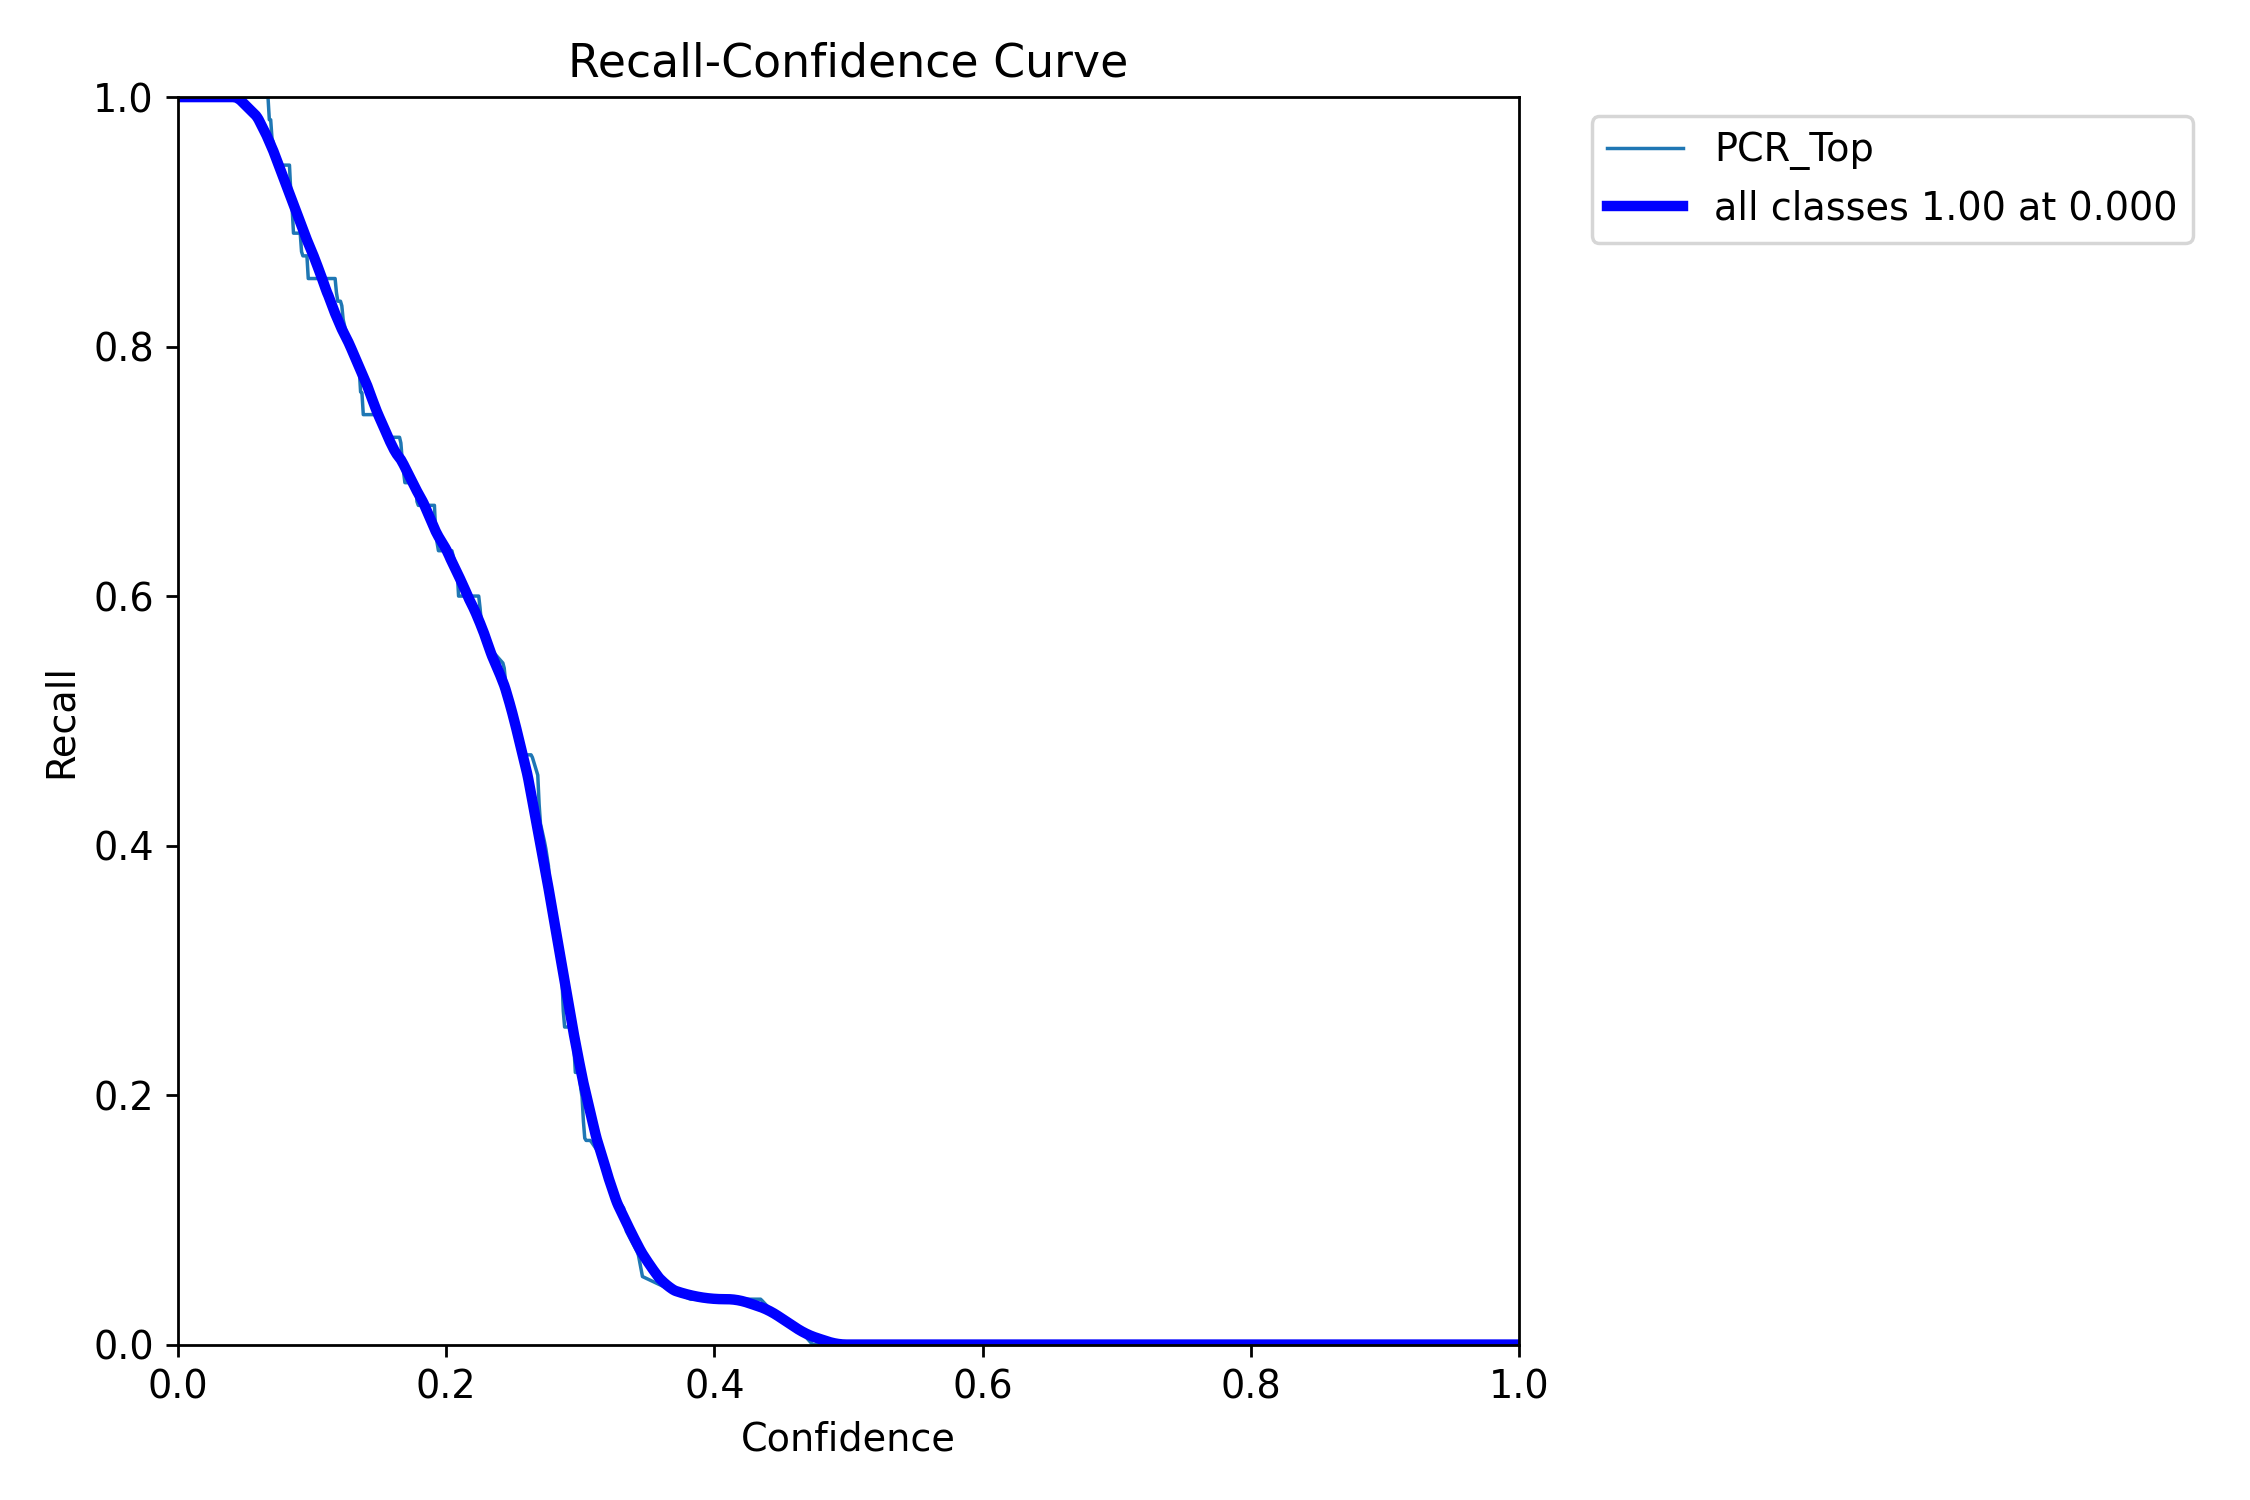 Recall-Confidence Curve
1.0
0.8
0.6
0.4
0.2
0.0
Recall
0.0 0.2 0.4 0.6 0.8 1.0
Confidence
PCR_Top
all classes 1.00 at 0.000